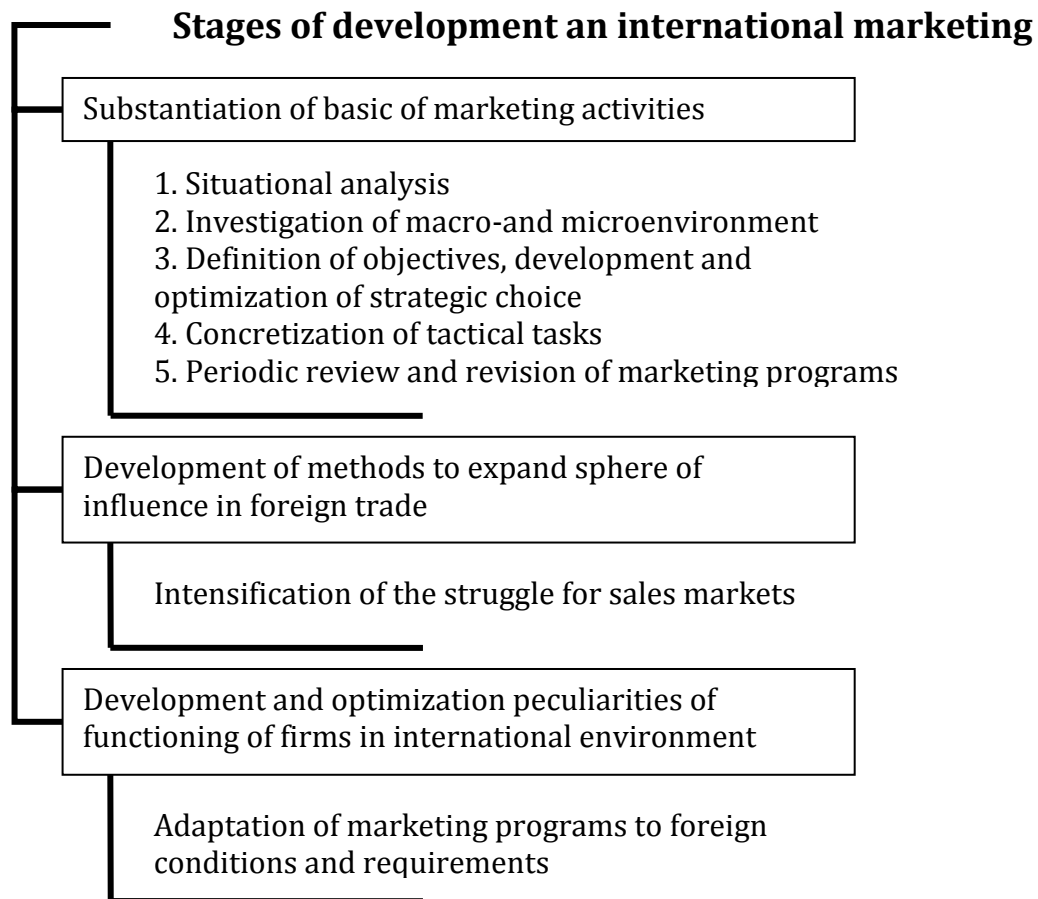 Stages of development an international marketing
Substantiation of basic of marketing activities
1. Situational analysis
2. Investigation of macro-and microenvironment
3. Definition of objectives, development and
optimization of strategic choice
4. Concretization of tactical tasks
5. Periodic review and revision of marketing programs
Development of methods to expand sphere of
influence in foreign trade
Intensification of the struggle for sales markets
Development and optimization peculiarities of
functioning of firms in international environment
Adaptation of marketing programs to foreign
conditions and requirements